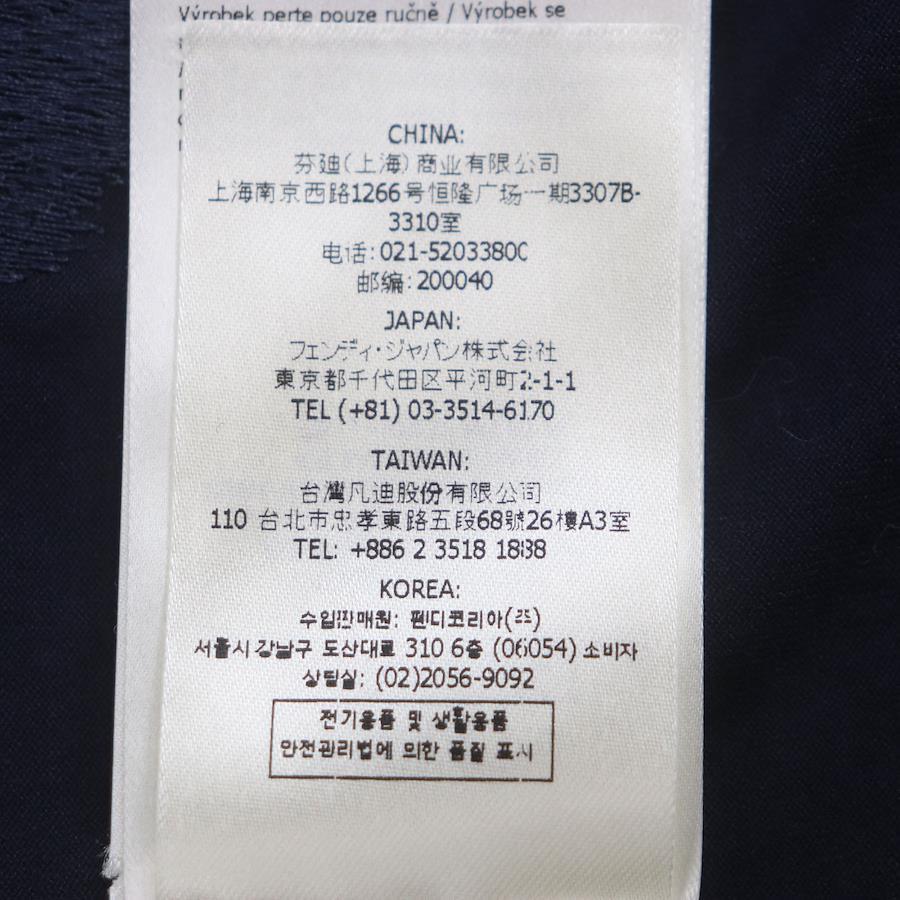 Výrobek perte pouze ručně / Výrobek se
CHINA:
芬迪(上海)商业有限公司
上海南京西路1266号恒隆广场一期3307B-
3310室
电话: 021-52033800
邮编: 200040
JAPAN:
フェンディ・ジャパン株式会社
東京都千代田区平河町2-1-1
TEL (+81) 03-3514-6170
TAIWAN:
台灣凡迪股份有限公司
110 台北市忠孝東路五段68號26樓A3室
TEL: +886 2 3518 1888
KOREA:
수입판매원: 펜디코리아(주)
서울시 강남구 도산대로 310 6층 (06054) 소비자
상담실: (02)2056-9092
전기용품 및 생활용품
안전관리법에 의한 품질 표시